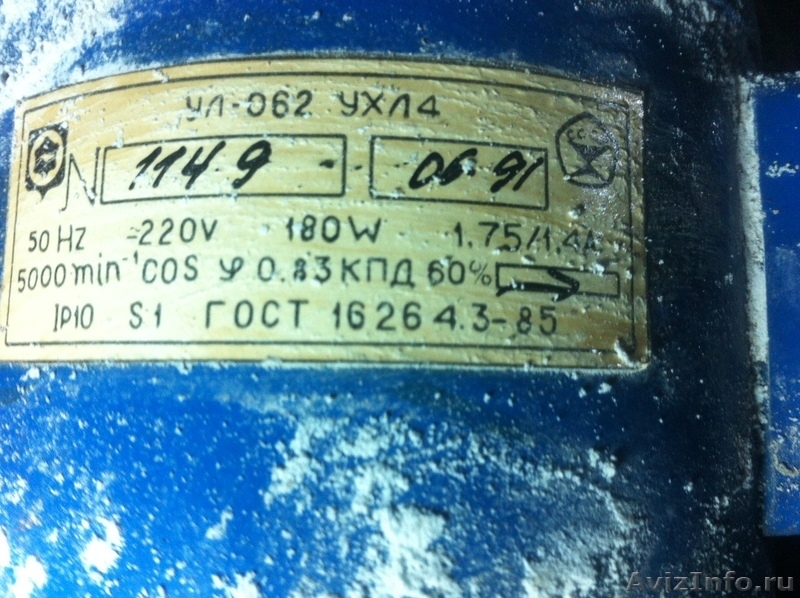 УЛ-062 УХЛ4
N 1149 - 06 91
50 HZ ~220V 180W 1.75/1.4A
5000 min⁻¹ COS φ 0.83 КПД 60%
IP10 S1 ГОСТ 16264.3-85
AvizInfo.ru